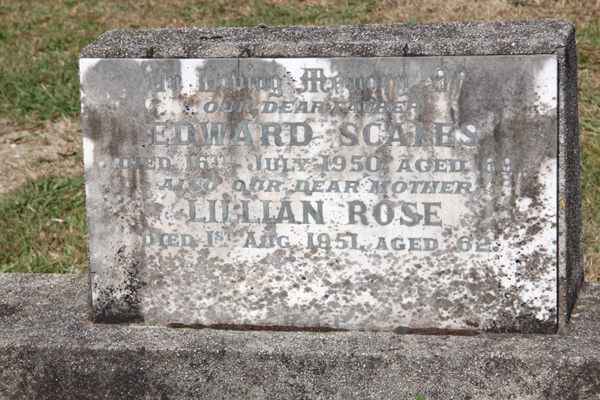 In Loving Memory of
OUR DEAR FATHER
EDWARD SCALES
DIED 16TH JULY 1950, AGED 69
ALSO OUR DEAR MOTHER
LILLIAN ROSE
DIED 1ST AUG. 1951, AGED 62.